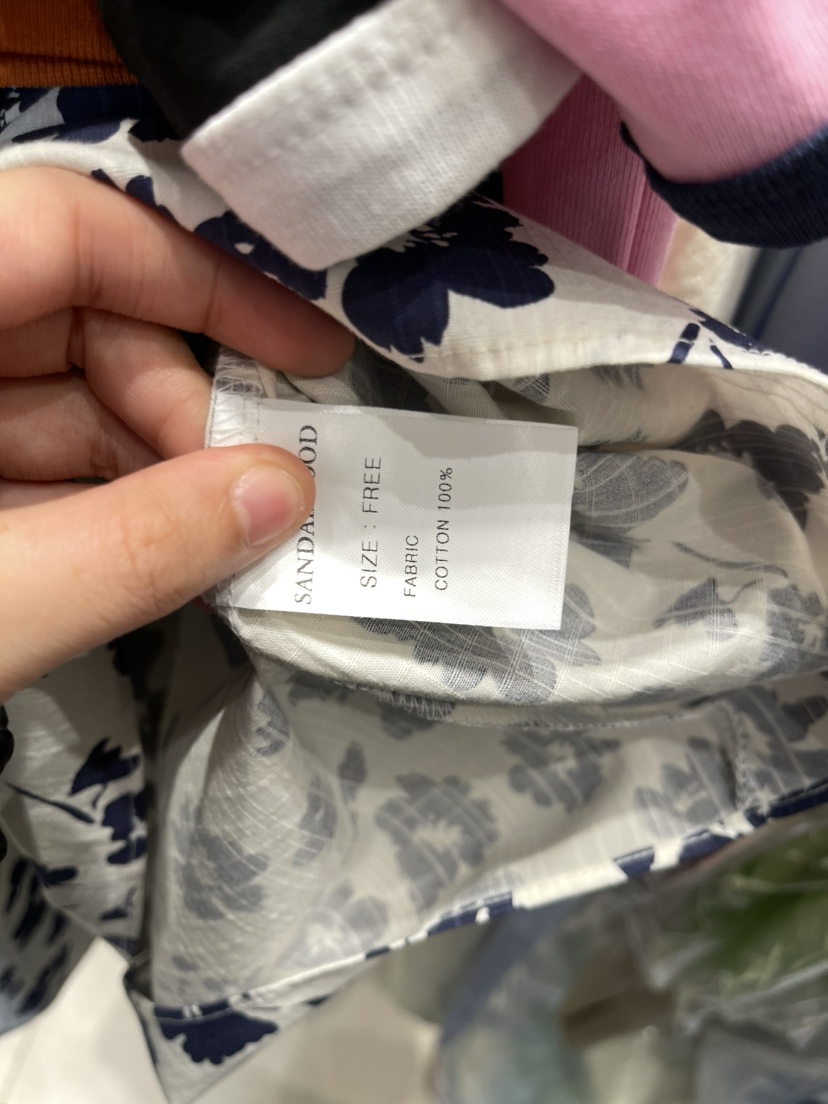 SIZE : FREE
FABRIC
COTTON 100%